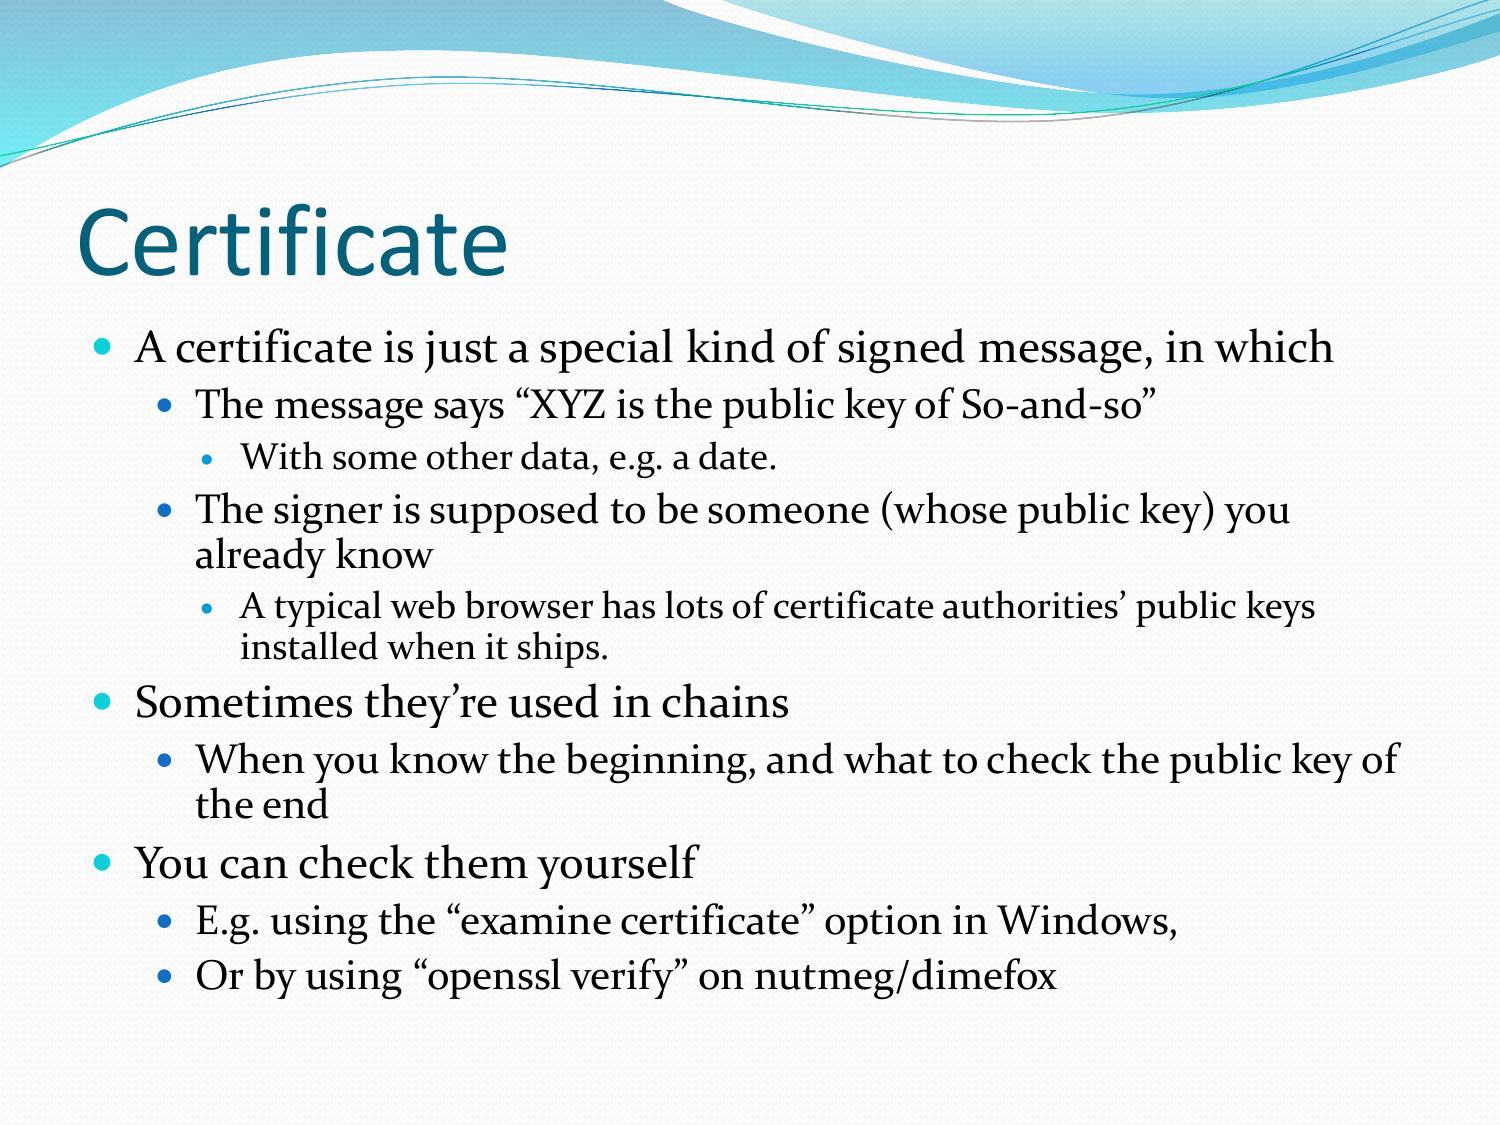 Certificate
A certificate is just a special kind of signed message, in which
The message says “XYZ is the public key of So-and-so”
With some other data, e.g. a date.
The signer is supposed to be someone (whose public key) you
already know
A typical web browser has lots of certificate authorities’ public keys
installed when it ships.
Sometimes they’re used in chains
When you know the beginning, and what to check the public key of
the end
You can check them yourself
E.g. using the “examine certificate” option in Windows,
Or by using “openssl verify” on nutmeg/dimefox